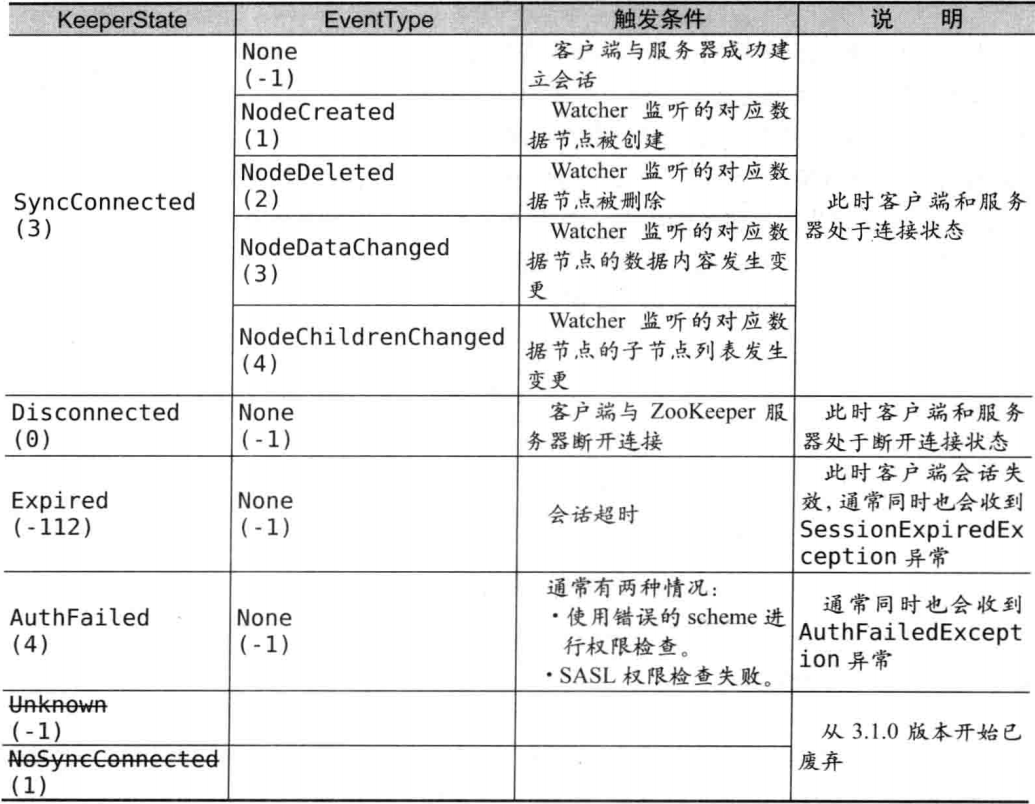 KeeperState EventType 触发条件 说 明
SyncConnected
(3)
None
(-1)
客户端与服务器成功建
立会话
NodeCreated
(1)
Watcher 监听的对应数
据节点被创建
NodeDeleted
(2)
Watcher 监听的对应数
据节点被删除
NodeDataChanged
(3)
Watcher 监听的对应数
据节点的数据内容发生变
更
NodeChildrenChanged
(4)
Watcher 监听的对应数
据节点的子节点列表发生
变更
此时客户端和服务
器处于连接状态
Disconnected
(0)
None
(-1)
客户端与 ZooKeeper 服
务器断开连接
此时客户端和服务
器处于断开连接状态
Expired
(-112)
None
(-1)
会话超时
此时客户端会话失
效，通常同时也会收到
SessionExpiredEx
ception 异常
AuthFailed
(4)
None
(-1)
通常有两种情况：
·使用错误的 scheme 进
行权限检查。
·SASL 权限检查失败。
通常同时也会收到
AuthFailedExcept
ion 异常
Unknown
(-1)
NoSyncConnected
(1)
从 3.1.0 版本开始已
废弃